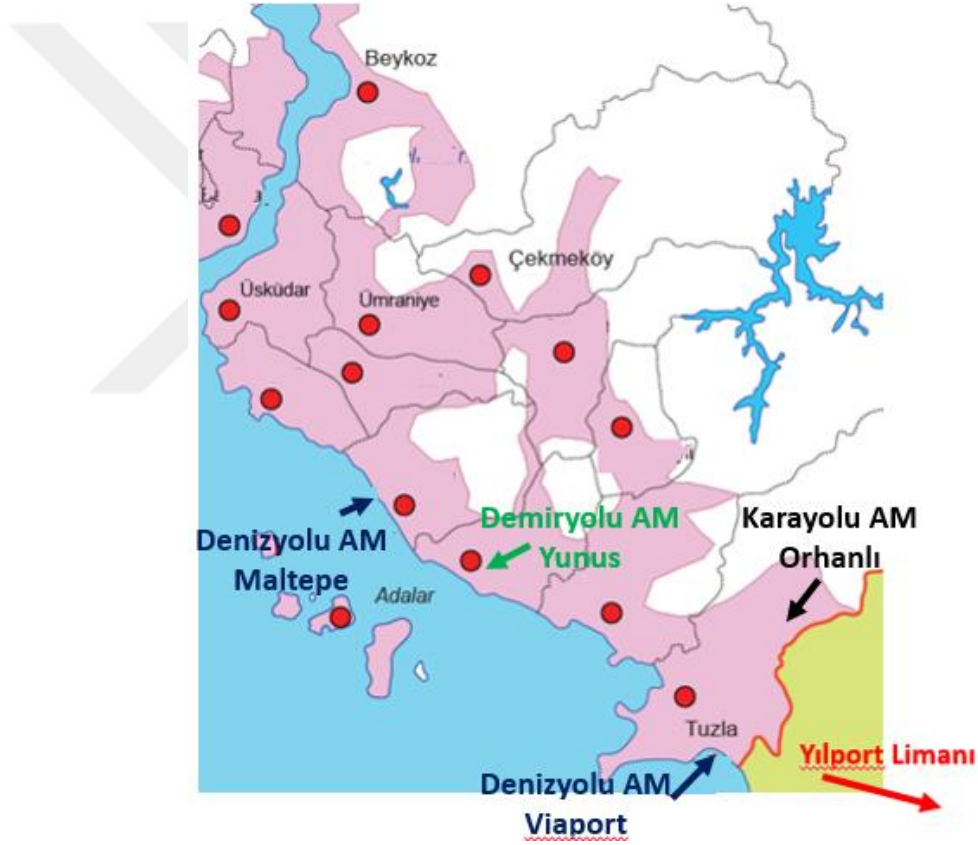 Beykoz
Çekmeköy
Üsküdar
Ümraniye
Denizyolu AM
Maltepe
Demiryolu AM
Yunus
Karayolu AM
Orhanlı
Adalar
Tuzla
Yılport Limanı
Denizyolu AM
Viaport